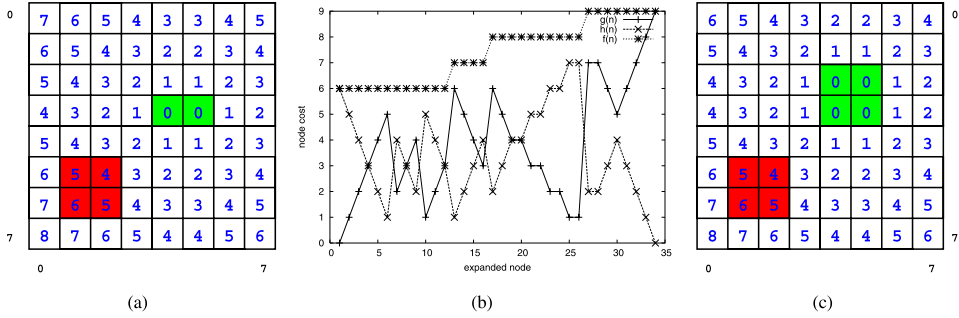 0
7 6 5 4 3 3 4 5
6 5 4 3 2 2 3 4
5 4 3 2 1 1 2 3
4 3 2 1 0 0 1 2
5 4 3 2 1 1 2 3
6 5 4 3 2 2 3 4
7 6 5 4 3 3 4 5
8 7 6 5 4 4 5 6
7
0 7
(a)
node cost
9
8
7
6
5
4
3
2
1
0
g(n)
h(n)
f(n)
0 5 10 15 20 25 30 35
expanded node
(b)
6 5 4 3 2 2 3 4
5 4 3 2 1 1 2 3
4 3 2 1 0 0 1 2
4 3 2 1 0 0 1 2
5 4 3 2 1 1 2 3
6 5 4 3 2 2 3 4
7 6 5 4 3 3 4 5
8 7 6 5 4 4 5 6
0
7
0 7
(c)